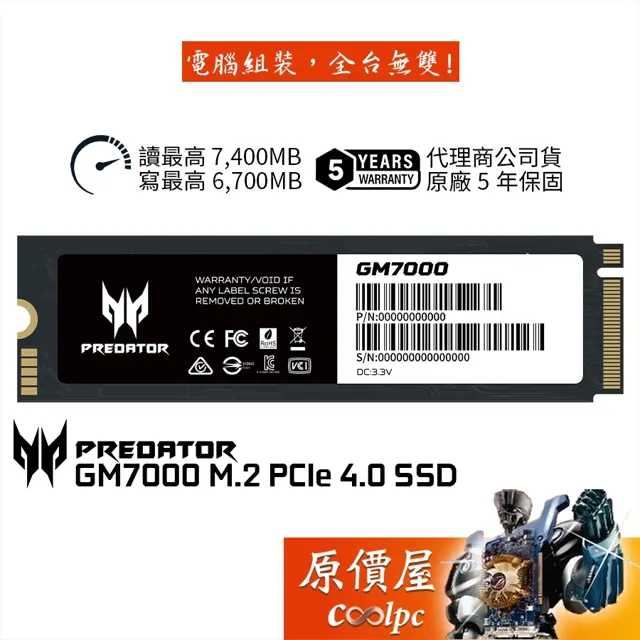 電腦組裝，全台無雙!
讀最高 7,400MB
寫最高 6,700MB
5 YEARS WARRANTY
代理商公司貨
原廠 5 年保固
PREDATOR
WARRANTY/VOID IF
ANY LABEL SCREW IS
REMOVED OR BROKEN
CE FC RoHS
VCI
GM7000
P/N:00000000000
S/N:000000000000000
DC:3.3V
PREDATOR
GM7000 M.2 PCIe 4.0 SSD
原價屋
coolpc